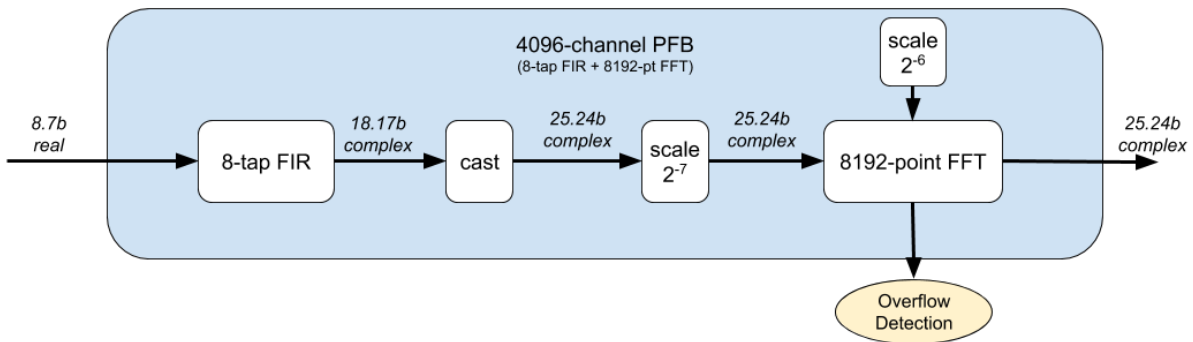 4096-channel PFB
(8-tap FIR + 8192-pt FFT)
scale
2-6
8.7b
real
8-tap FIR
18.17b
complex
cast
25.24b
complex
scale
2-7
25.24b
complex
8192-point FFT
25.24b
complex
Overflow
Detection